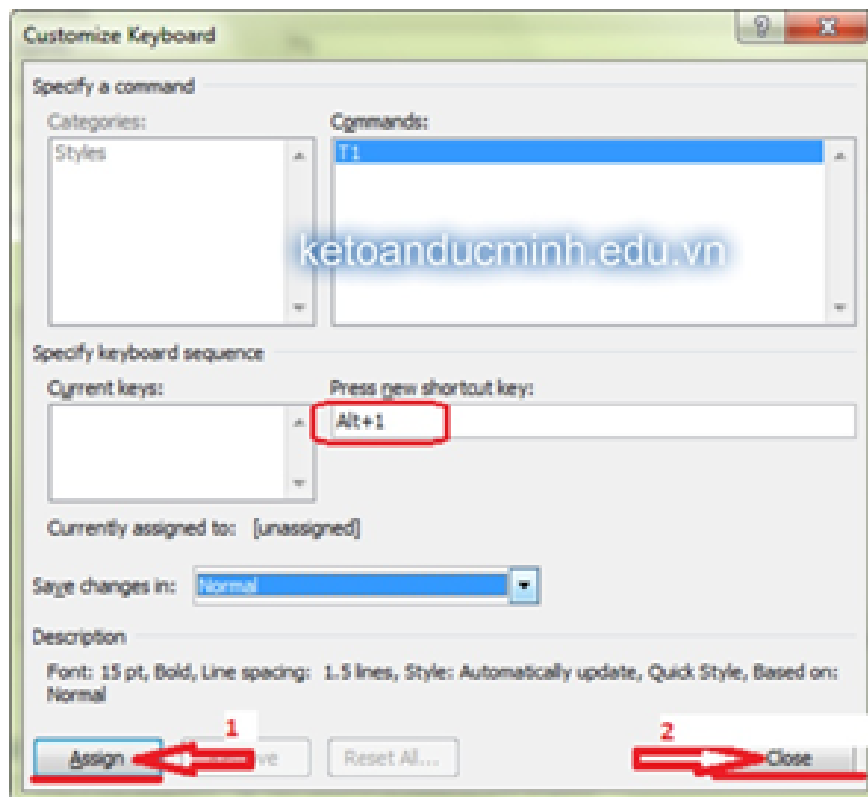 Customize Keyboard
Specify a command
Categories:
Commands:
Styles
T1
ketoanducminh.edu.vn
Specify keyboard sequence
Current keys:
Press new shortcut key:
Alt+1
Currently assigned to: [unassigned]
Save changes in: Normal
Description
Font: 15 pt, Bold, Line spacing: 1.5 lines, Style: Automatically update, Quick Style, Based on:
Normal
1
2
Assign
Reset All...
Close